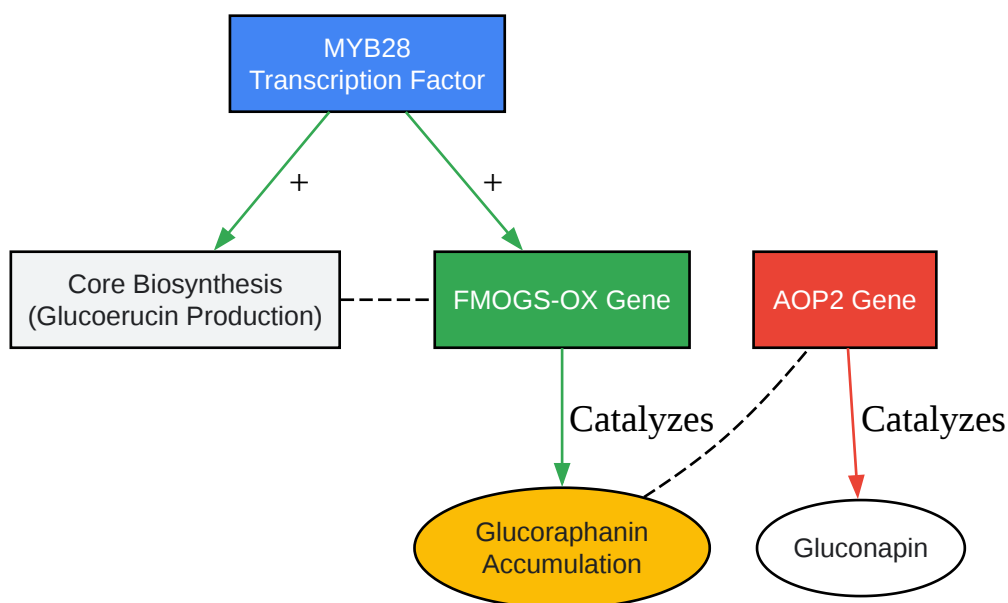 MYB28
Transcription Factor
+
+
Core Biosynthesis
(Glucoerucin Production)
FMOGS-OX Gene
AOP2 Gene
Catalyzes
Catalyzes
Glucoraphanin
Accumulation
Gluconapin